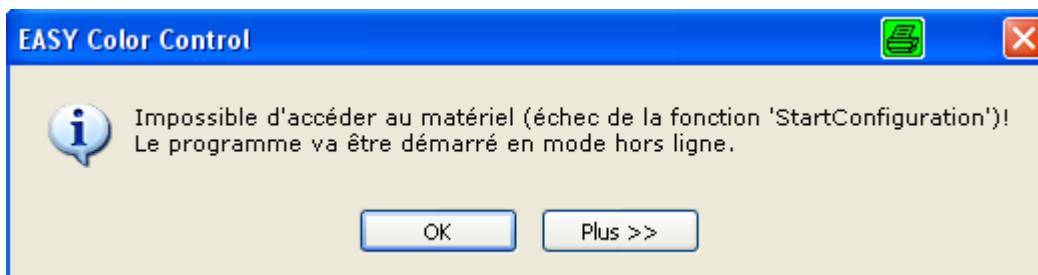 EASY Color Control
Impossible d'accéder au matériel (échec de la fonction 'StartConfiguration')!
Le programme va être démarré en mode hors ligne.
OK
Plus >>